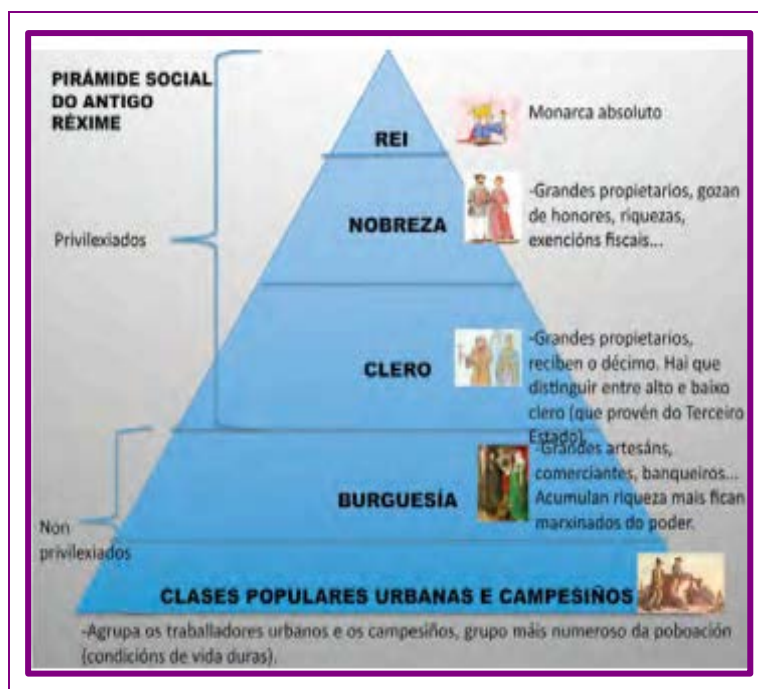 PIRÁMIDE SOCIAL
DO ANTIGO
RÉXIME
Privilexiados
REI
Monarca absoluto
NOBREZA
-Grandes propietarios, gozan
de honores, riquezas,
exencións fiscais...
CLERO
-Grandes propietarios,
reciben o décimo. Hai que
distinguir entre alto e baixo
clero (que provén do Terceiro
Estado).
Non
privilexiados
BURGUESÍA
-Grandes artesáns,
comerciantes, banqueiros...
Acumulan riqueza mais fican
marxinados do poder.
CLASES POPULARES URBANAS E CAMPESIÑOS
-Agrupa os traballadores urbanos e os campesiños, grupo máis numeroso da poboación
(condicións de vida duras).